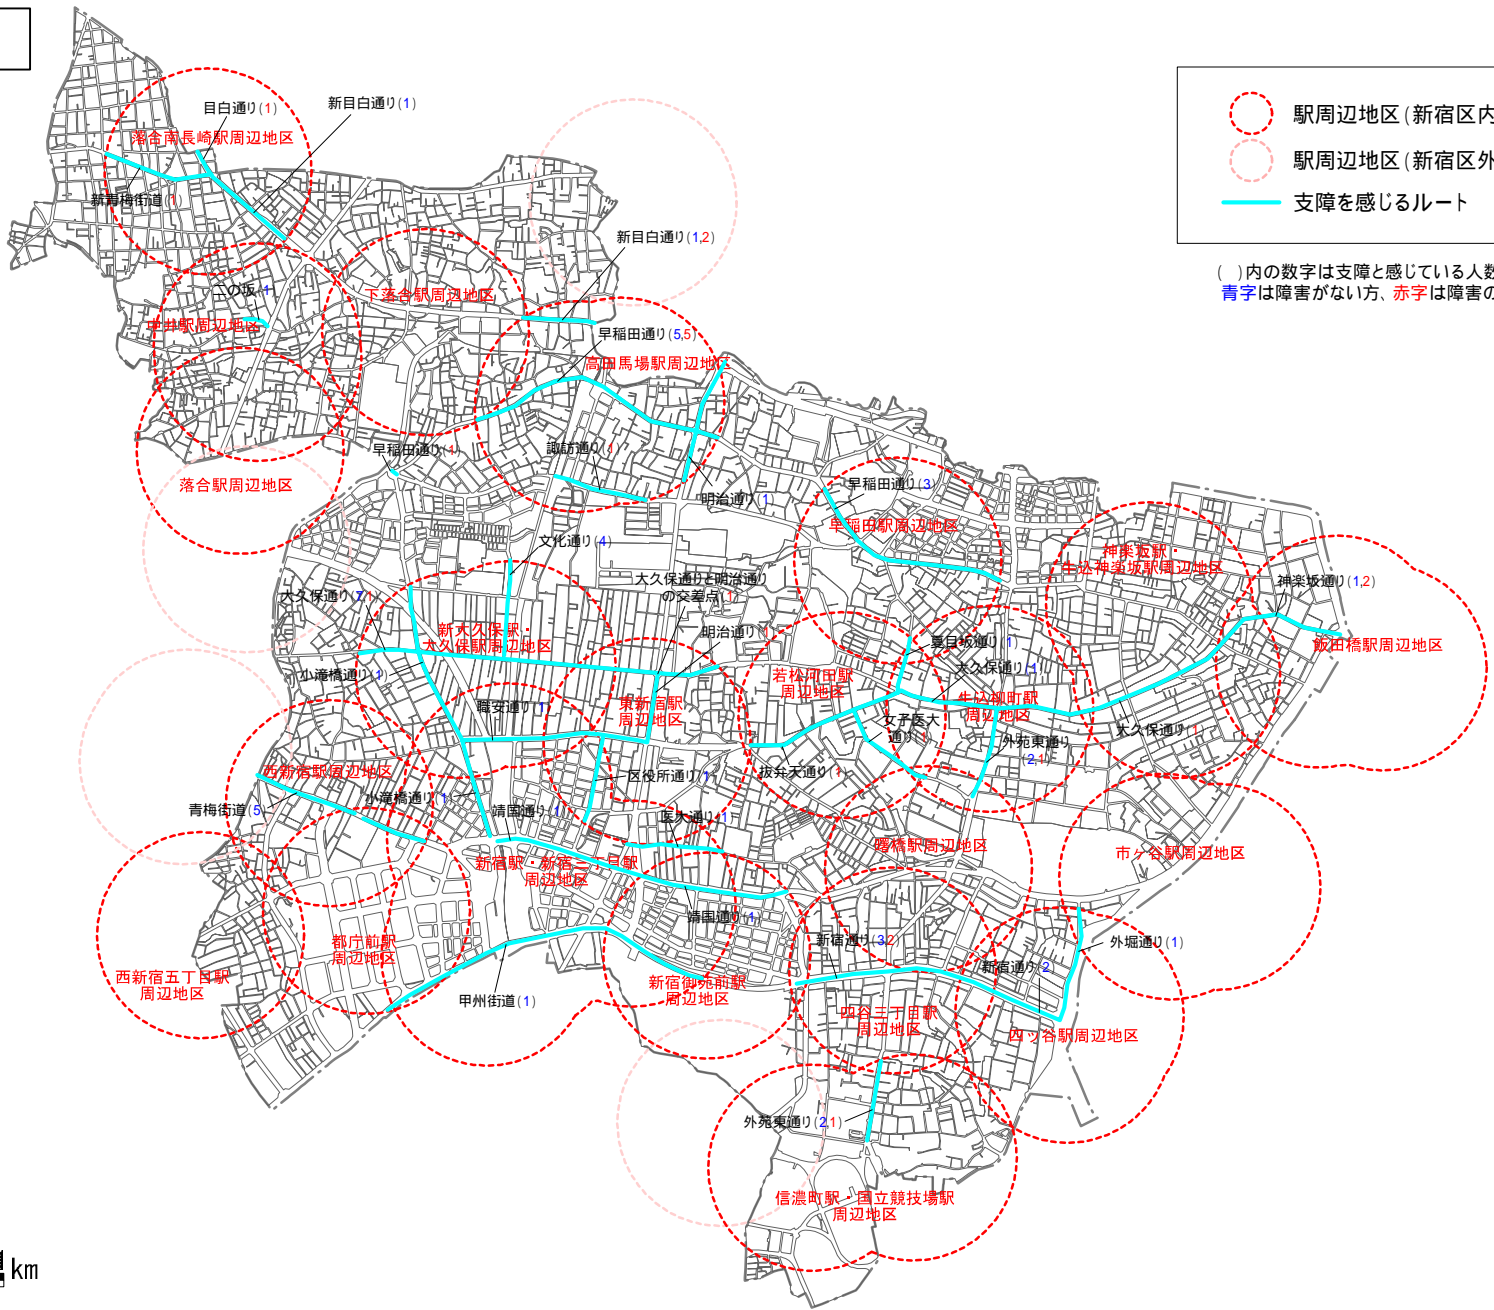 駅周辺地区(新宿区内
駅周辺地区(新宿区外
支障を感じるルート
( )内の数字は支障と感じている人数
青字は障害がない方、赤字は障害の
目白通り(1)
新目白通り(1)
落合南長崎駅周辺地区
新青梅街道(1)
新目白通り(1,2)
二の坂(1
下落合駅周辺地区
中井駅周辺地区
早稲田通り(5,5)
高田馬場駅周辺地区
早稲田通り(1)
諏訪通り(1)
落合駅周辺地区
明治通り(1)
早稲田通り(3)
早稲田駅周辺地区
文化通り(4)
神楽坂駅・
牛込神楽坂駅周辺地区
神楽坂通り(1,2)
大久保通りと明治通り
の交差点(1)
大久保通り(7,1)
新大久保駅・
大久保駅周辺地区
明治通り(1)
夏目坂通り(1)
飯田橋駅周辺地区
小滝橋通り(1)
若松河田駅
周辺地区
大久保通り(1)
牛込柳町駅
周辺地区
職安通り(1)
東新宿駅
周辺地区
女子医大
通り(1)
大久保通り(1)
外苑東通り
(2,1)
西新宿駅周辺地区
区役所通り(1)
抜弁天通り(1)
小滝橋通り(1)
青梅街道(5)
靖国通り(1)
医大通り(1)
曙橋駅周辺地区
市ヶ谷駅周辺地区
新宿駅・新宿三丁目駅
周辺地区
靖国通り(1)
都庁前駅
周辺地区
新宿通り(3,2)
外堀通り(1)
新宿通り(2
西新宿五丁目駅
周辺地区
新宿御苑前駅
周辺地区
甲州街道(1)
四谷三丁目駅
周辺地区
四ッ谷駅周辺地区
外苑東通り(2,1)
信濃町駅・国立競技場駅
周辺地区
km